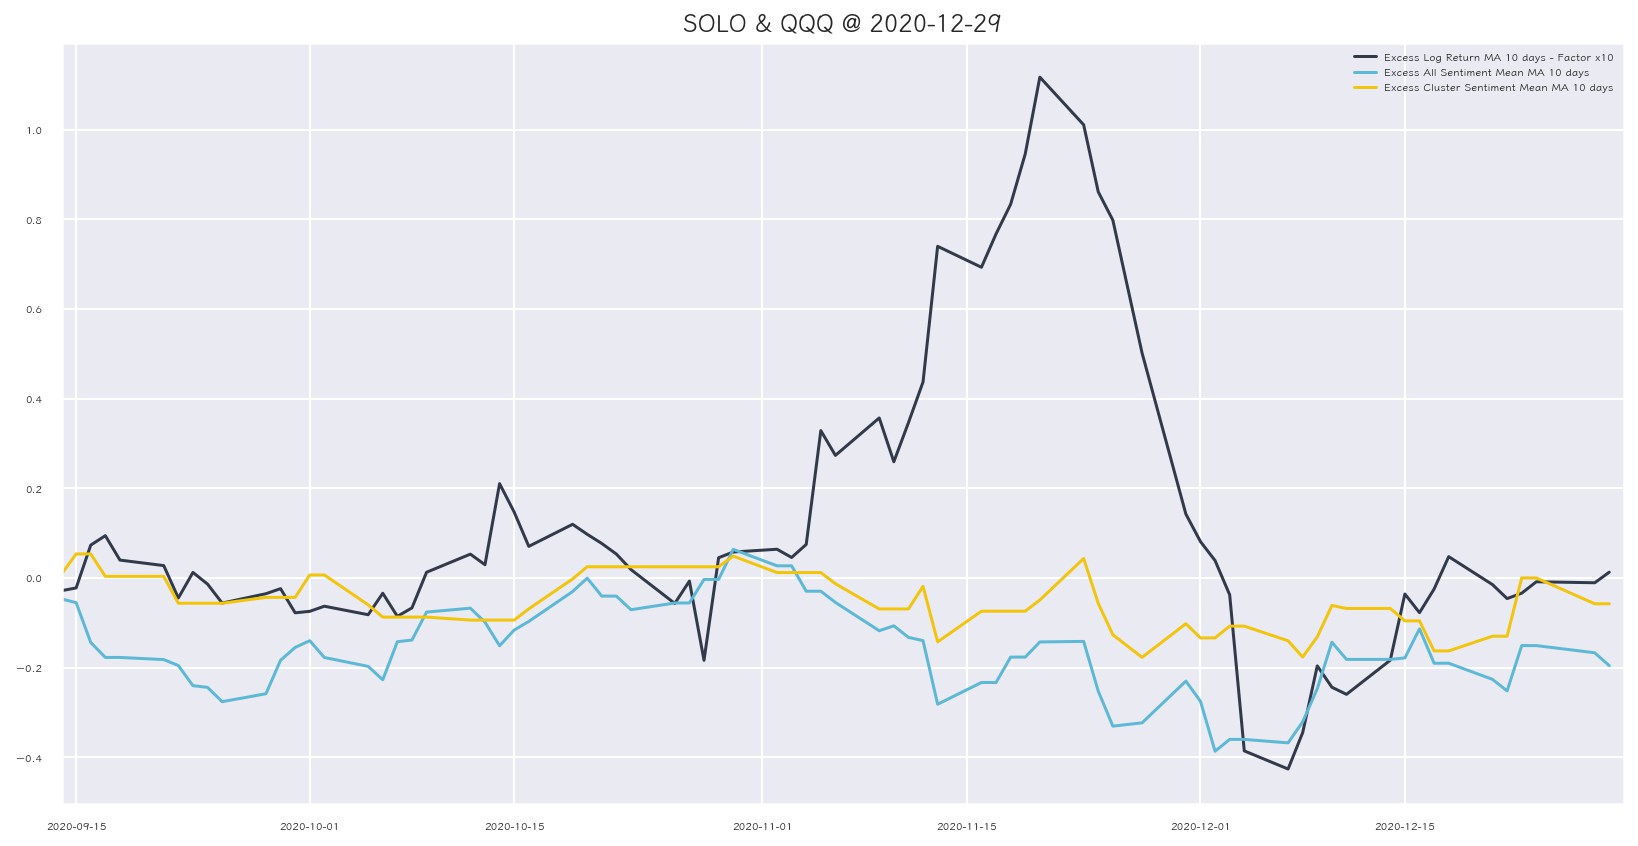 SOLO & QQQ @ 2020-12-29
Excess Log Return MA 10 days - Factor x10
Excess All Sentiment Mean MA 10 days
Excess Cluster Sentiment Mean MA 10 days
1.0
0.8
0.6
0.4
0.2
0.0
−0.2
−0.4
2020-09-15 2020-10-01 2020-10-15 2020-11-01 2020-11-15 2020-12-01 2020-12-15